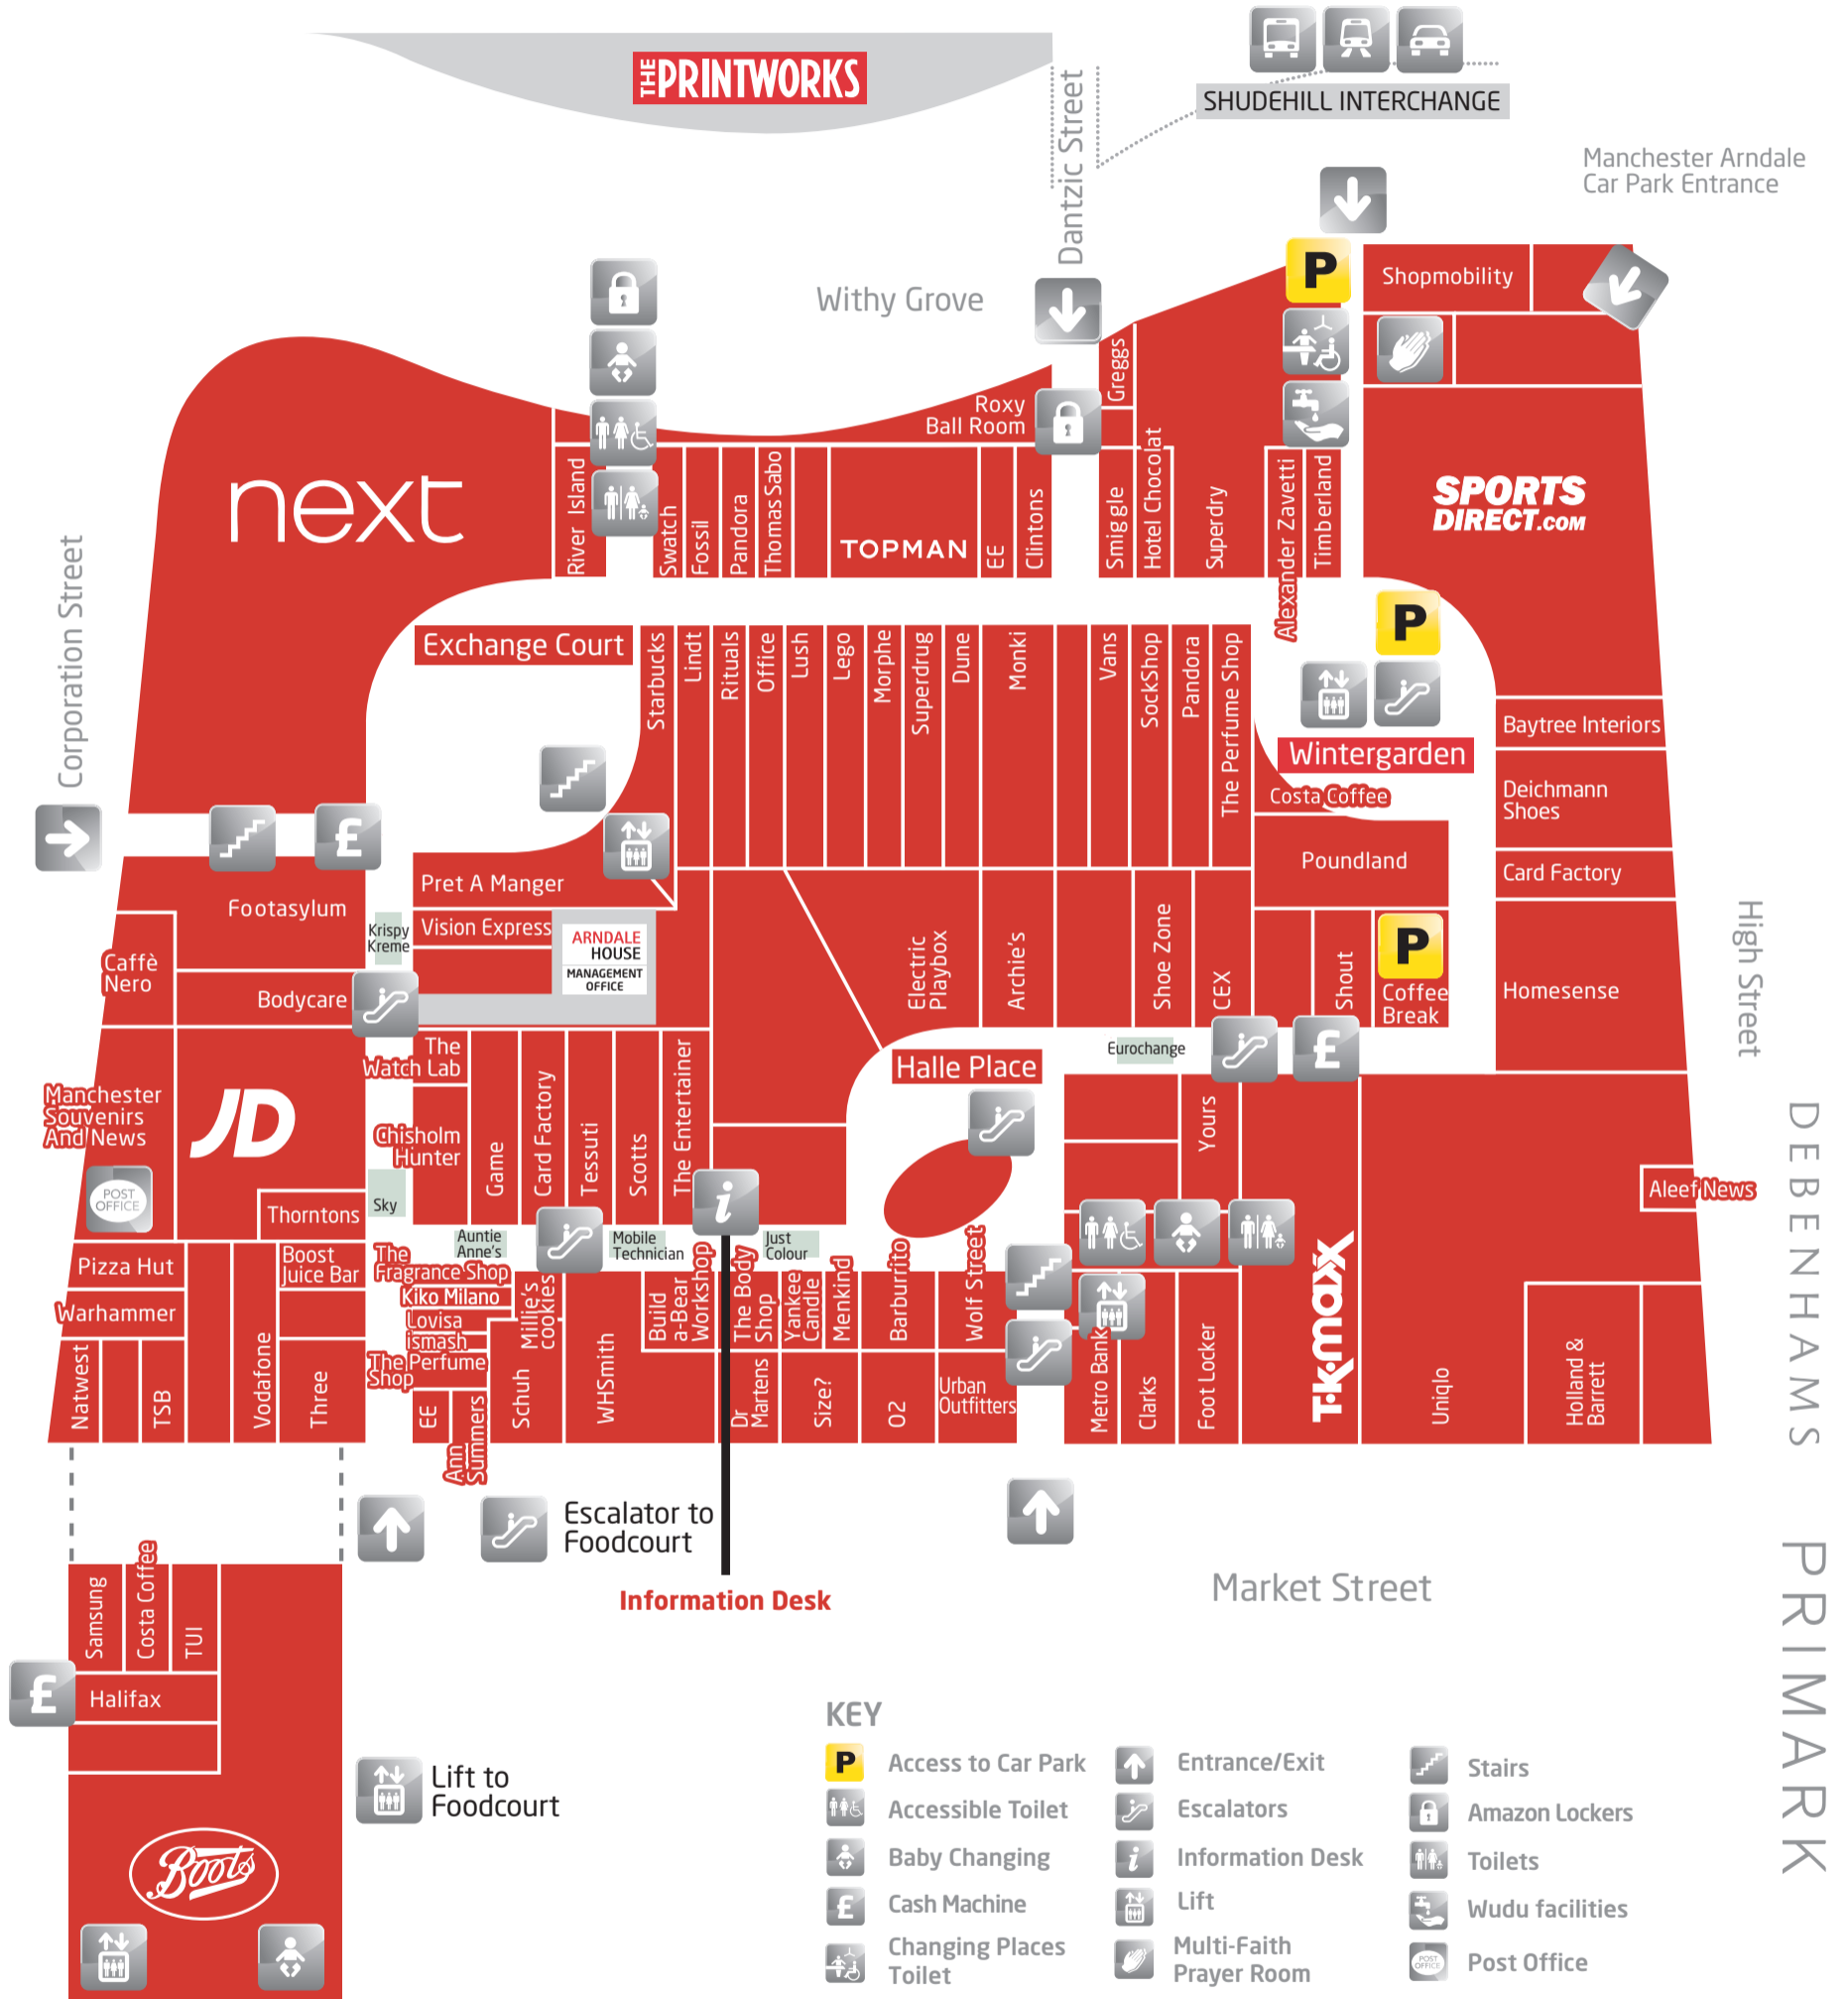 THE PRINTWORKS
SHUDEHILL INTERCHANGE
Dantzic Street
Manchester Arndale
Car Park Entrance
Withy Grove
P
Shopmobility
Greggs
Roxy
Ball Room
next
River Island
Swatch
Fossil
Pandora
Thomas Sabo
TOPMAN
EE
Clintons
Smiggle
Hotel Chocolat
Superdry
Alexander Zavetti
Timberland
SPORTS
DIRECT.COM
Corporation Street
Exchange Court
Starbucks
Lindt
Rituals
Office
Lush
Lego
Morphe
Superdrug
Dune
Monki
Vans
SockShop
Pandora
The Perfume Shop
P
Wintergarden
Costa Coffee
Baytree Interiors
Deichmann
Shoes
Poundland
Card Factory
£
Footasylum
Pret A Manger
Krispy
Kreme
Vision Express
ARNDALE
HOUSE
MANAGEMENT
OFFICE
Caffè
Nero
Bodycare
Electric
Playbox
Archie's
Shoe Zone
CEX
Shout
P
Coffee
Break
Homesense
High Street
The
Watch Lab
Halle Place
Eurochange
£
Manchester
Souvenirs
And News
POST
OFFICE
JD
Chisholm
Hunter
Game
Card Factory
Tessuti
Scotts
The Entertainer
Yours
DEBENHAMS
Aleef News
Sky
Thorntons
i
Auntie
Anne's
Mobile
Technician
Just
Colour
Pizza Hut
Boost
Juice Bar
The
Fragrance Shop
Kiko Milano
Lovisa
ismash
The Perfume
Shop
Millie's
cookies
Build
a-Bear
Workshop
The Body
Shop
Yankee
Candle
Menkind
Barburrito
Wolf Street
Warhammer
Natwest
TSB
Vodafone
Three
EE
Ann
Summers
Schuh
WHSmith
Dr
Martens
Size?
O2
Urban
Outfitters
Metro Bank
Clarks
Foot Locker
TK maxx
Uniqlo
Holland &
Barrett
Escalator to
Foodcourt
Information Desk
Market Street
PRIMARK
Samsung
Costa Coffee
TUI
£
Halifax
Lift to
Foodcourt
Boots
KEY
P Access to Car Park
Accessible Toilet
Baby Changing
£ Cash Machine
Changing Places
Toilet
Entrance/Exit
Escalators
i Information Desk
Lift
Multi-Faith
Prayer Room
Stairs
Amazon Lockers
Toilets
Wudu facilities
POST
OFFICE
Post Office